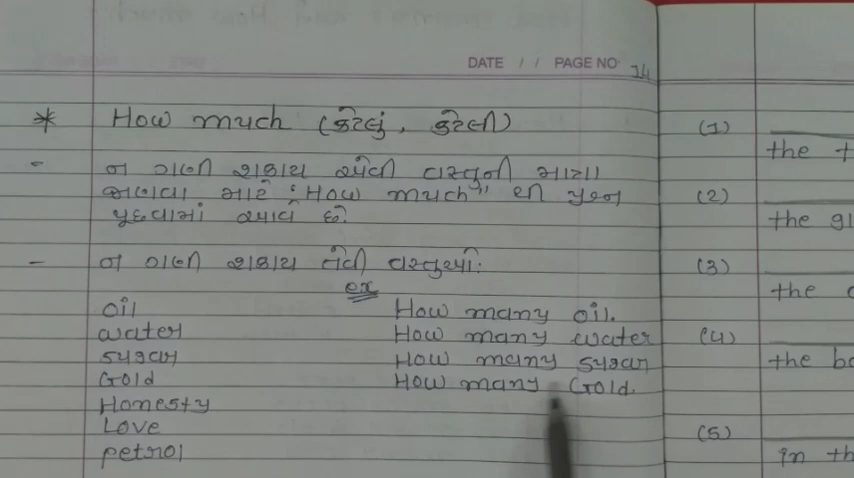 DATE / / PAGE NO 14
* How much (કેટલું, કેટલી)
- ન ગણી શકાય એવી વસ્તુની માત્રા
જાણવા માટે "How much" થી પ્રશ્ન
પૂછવામાં આવે છે.
- ન ગણી શકાય તેવી વસ્તુઓ:
ex
oil How many oil.
water How many water
sugar How many sugar
Gold How many Gold.
Honesty
Love
petrol
(1)
the
(2)
the
(3)
the
(4)
the
(5)
in